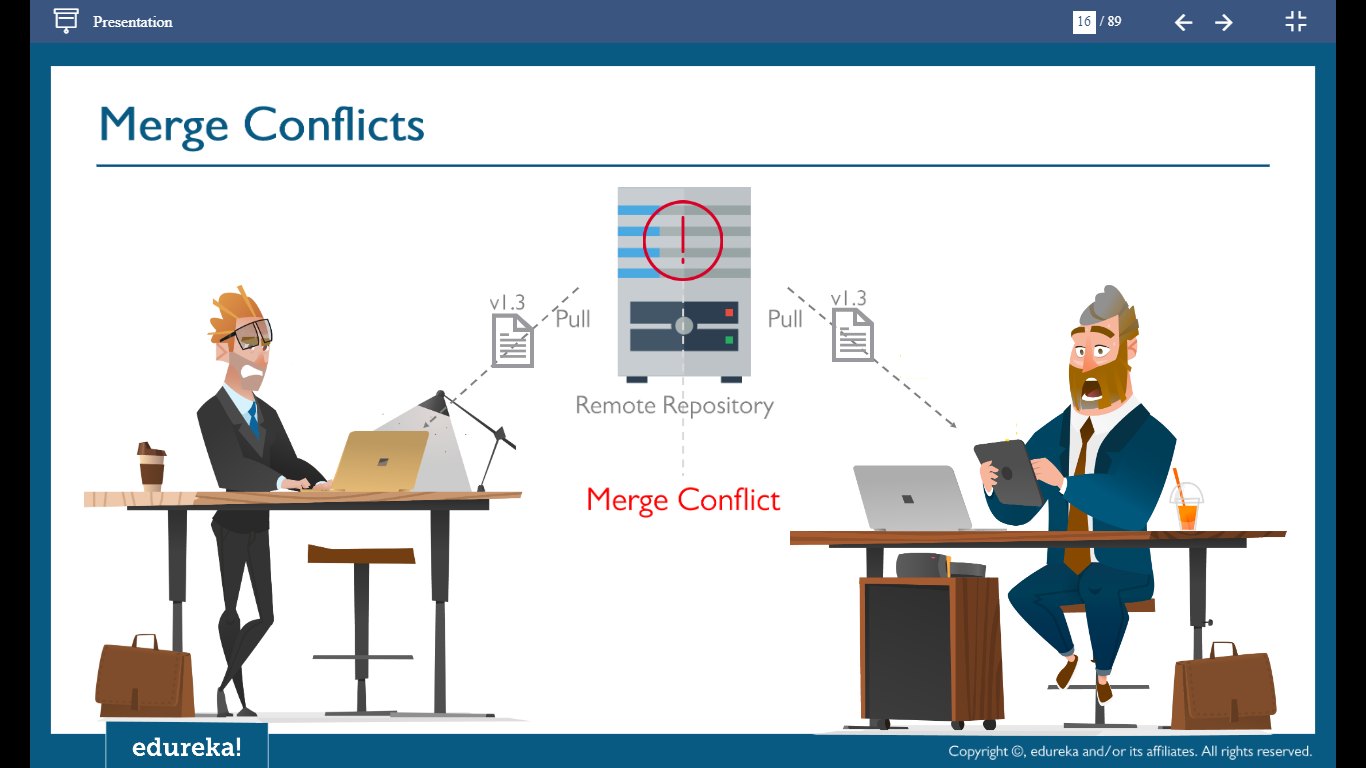 Presentation
16 / 89
Merge Conflicts
v1.3
Pull
Pull
v1.3
Remote Repository
Merge Conflict
edureka!
Copyright ©, edureka and/or its affiliates. All rights reserved.